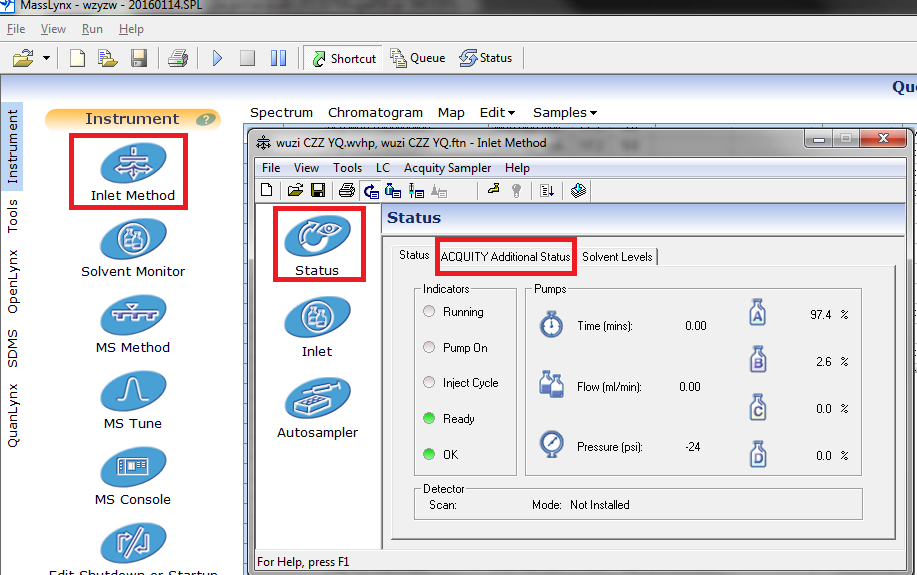 MassLynx - wzyzw - 20160114.SPL
File View Run Help
Shortcut Queue Status
Instrument
Tools
OpenLynx
SDMS
QuanLynx
Instrument ?
Inlet Method
Solvent Monitor
MS Method
MS Tune
MS Console
Edit Shutdown or Startup
Spectrum Chromatogram Map Edit Samples
wuzi CZZ YQ.wvhp, wuzi CZZ YQ.ftn - Inlet Method
File View Tools LC Acquity Sampler Help
Status
Inlet
Autosampler
Status
Status ACQUITY Additional Status Solvent Levels
Indicators
Running
Pump On
Inject Cycle
Ready
OK
Pumps
Time (mins): 0.00
Flow (ml/min): 0.00
Pressure (psi): -24
A 97.4 %
B 2.6 %
C 0.0 %
D 0.0 %
Detector
Scan: Mode: Not Installed
For Help, press F1